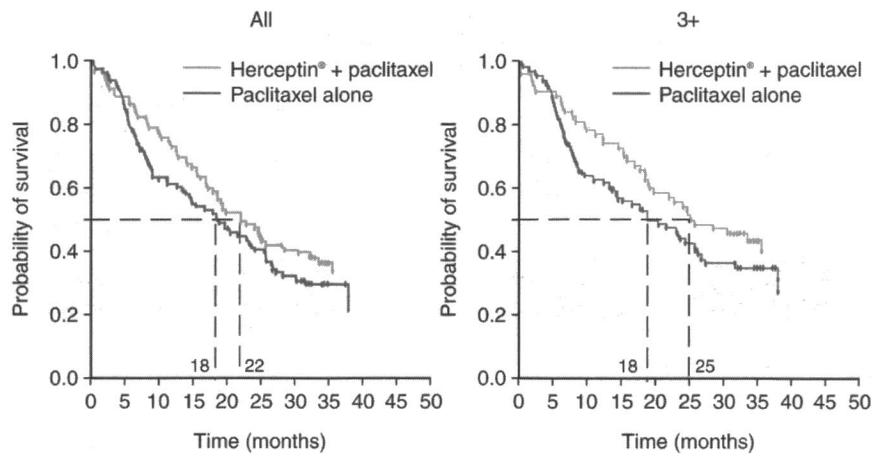 All
Probability of survival
1.0
0.8
0.6
0.4
0.2
0.0
Herceptin® + paclitaxel
Paclitaxel alone
18
22
0 5 10 15 20 25 30 35 40 45 50
Time (months)
3+
Probability of survival
1.0
0.8
0.6
0.4
0.2
0.0
Herceptin® + paclitaxel
Paclitaxel alone
18
25
0 5 10 15 20 25 30 35 40 45 50
Time (months)